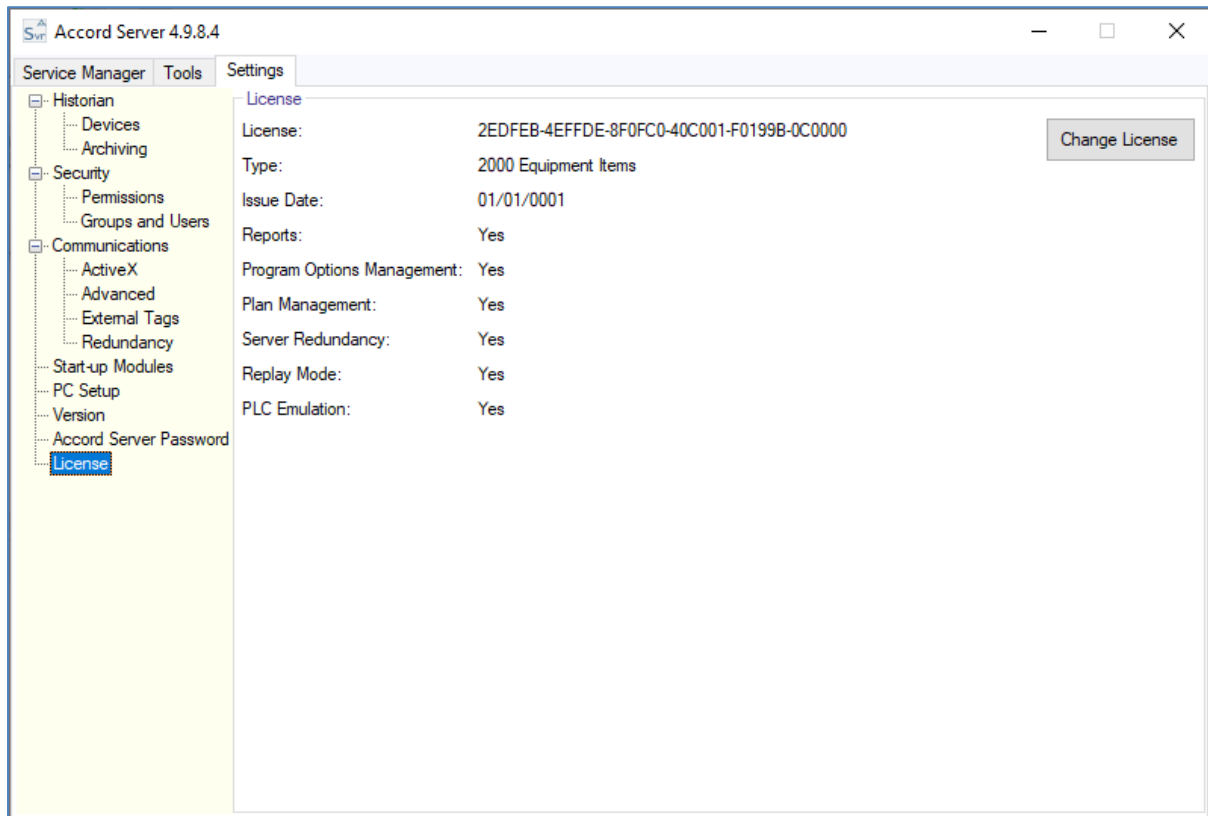 Svr Accord Server 4.9.8.4
Service Manager Tools Settings
Historian
Devices
Archiving
Security
Permissions
Groups and Users
Communications
ActiveX
Advanced
External Tags
Redundancy
Start-up Modules
PC Setup
Version
Accord Server Password
License
License
License: 2EDFEB-4EFFDE-8F0FC0-40C001-F0199B-0C0000
Change License
Type: 2000 Equipment Items
Issue Date: 01/01/0001
Reports: Yes
Program Options Management: Yes
Plan Management: Yes
Server Redundancy: Yes
Replay Mode: Yes
PLC Emulation: Yes